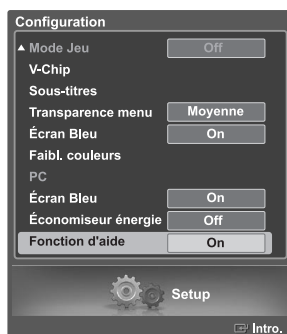 Configuration
▲ Mode Jeu Off
V-Chip
Sous-titres
Transparence menu Moyenne
Écran Bleu On
Faibl. couleurs
PC
Écran Bleu On
Économiseur énergie Off
Fonction d'aide On
Setup
Intro.